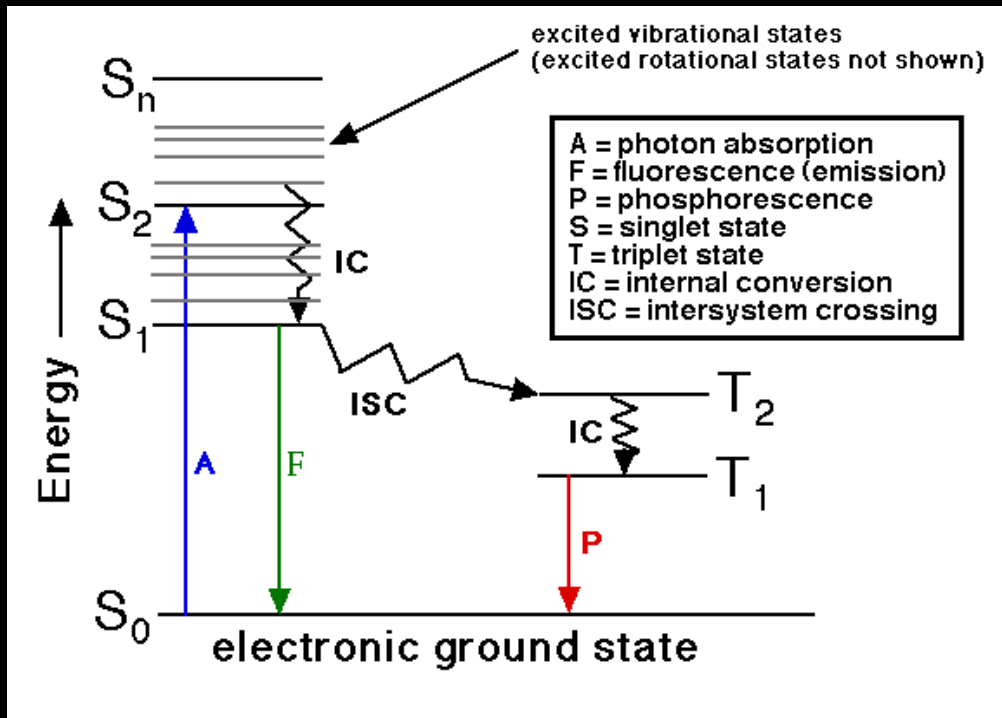 excited vibrational states
(excited rotational states not shown)
Sn
A = photon absorption
F = fluorescence (emission)
P = phosphorescence
S = singlet state
T = triplet state
IC = internal conversion
ISC = intersystem crossing
S2
IC
S1
Energy
ISC
T2
IC
A
F
T1
P
S0
electronic ground state